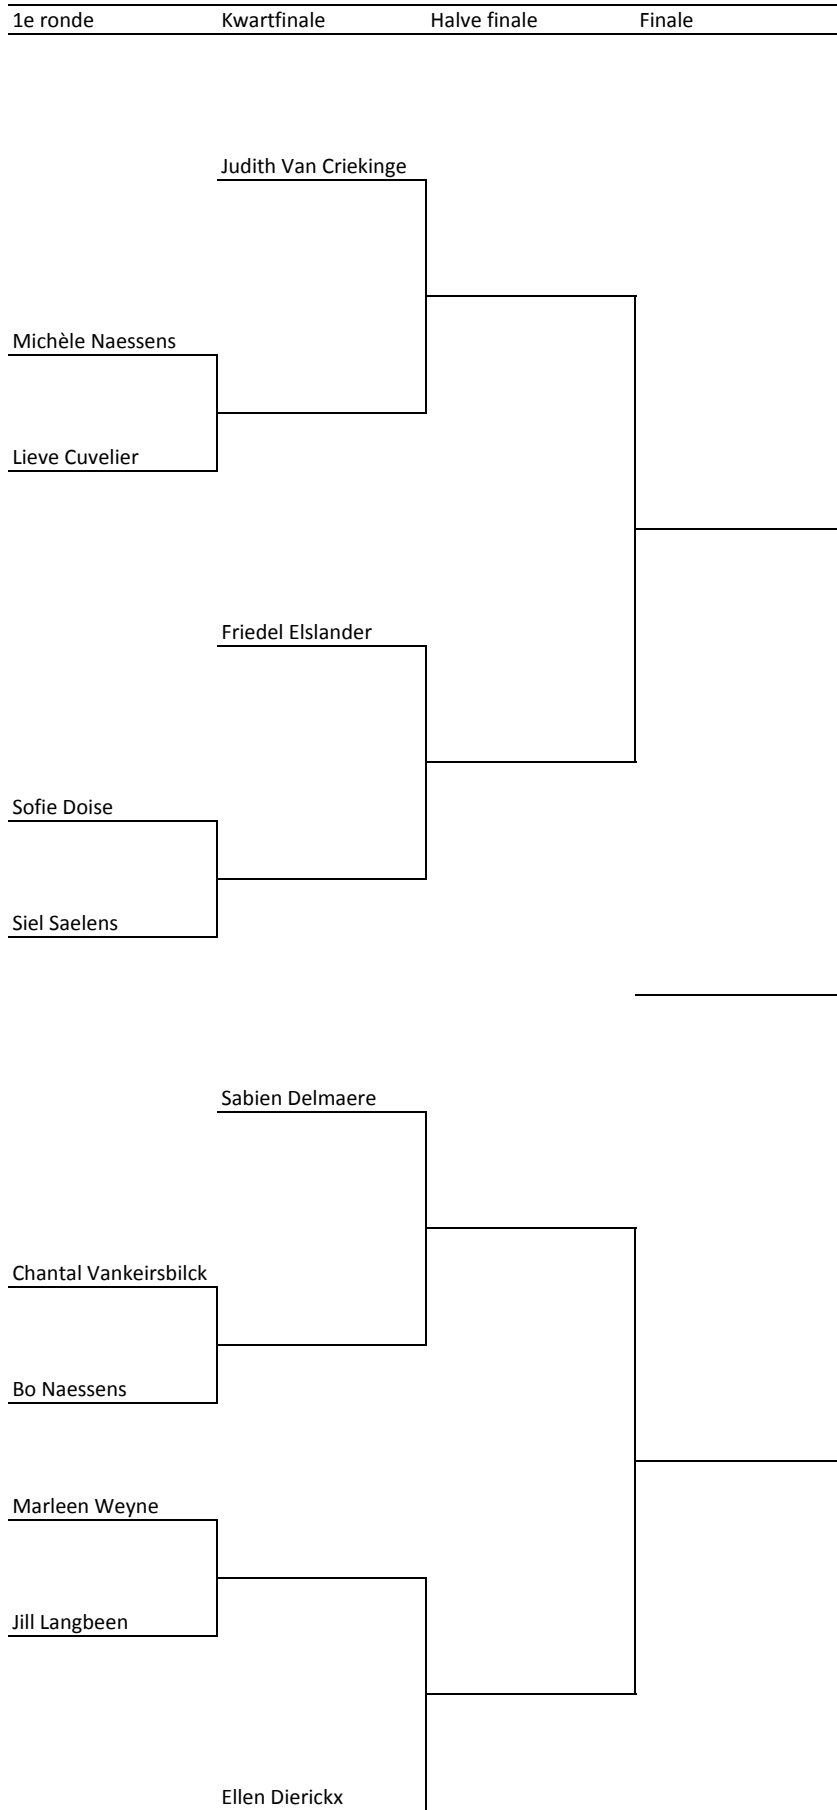 1e ronde Kwartfinale Halve finale Finale
Judith Van Criekinge
Michèle Naessens
Lieve Cuvelier
Friedel Elslander
Sofie Doise
Siel Saelens
Sabien Delmaere
Chantal Vankeirsbilck
Bo Naessens
Marleen Weyne
Jill Langbeen
Ellen Dierickx